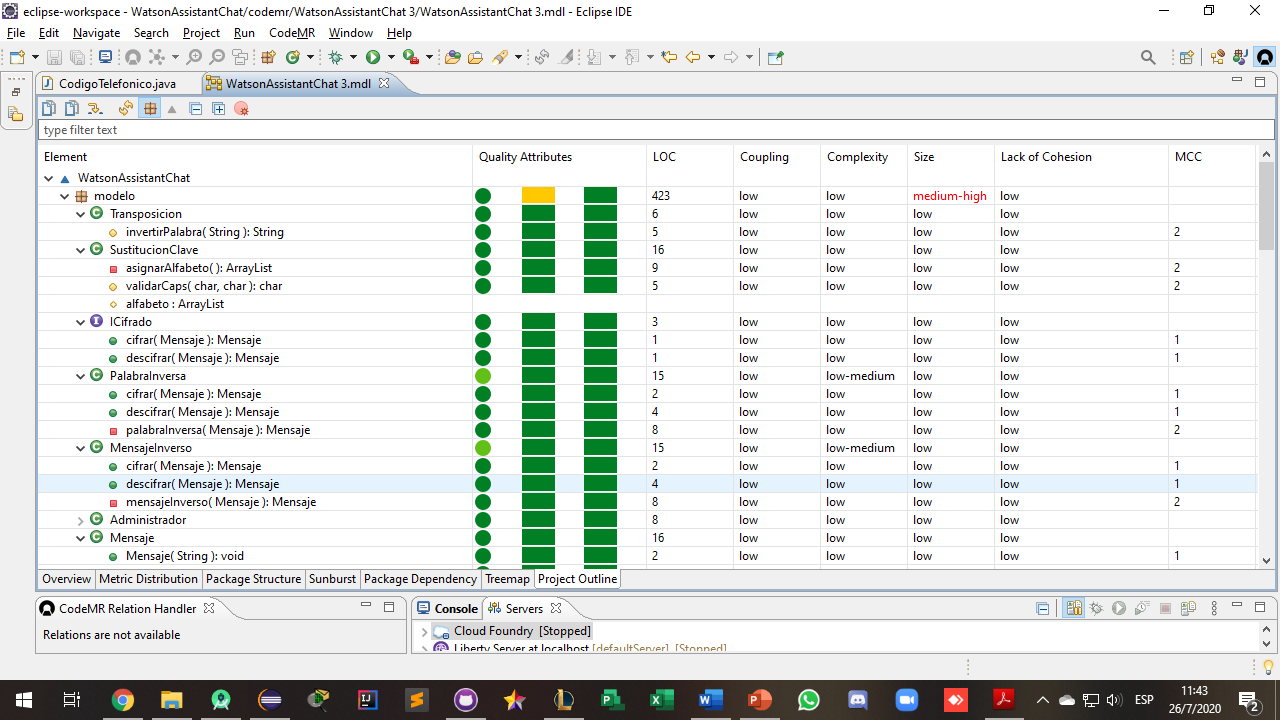 eclipse-workspace - WatsonAssistantChat/codemr/WatsonAssistantChat 3/WatsonAssistantChat 3.mdl - Eclipse IDE
File Edit Navigate Search Project Run CodeMR Window Help
CodigoTelefonico.java WatsonAssistantChat 3.mdl
type filter text
Element Quality Attributes LOC Coupling Complexity Size Lack of Cohesion MCC
WatsonAssistantChat
modelo 423 low low medium-high low
Transposicion 6 low low low low
invertirPalabra( String ): String 5 low low low low 2
SustitucionClave 16 low low low low
asignarAlfabeto( ): ArrayList 9 low low low low 2
validarCaps( char, char ): char 5 low low low low 2
alfabeto : ArrayList
ICifrado 3 low low low low
cifrar( Mensaje ): Mensaje 1 low low low low 1
descifrar( Mensaje ): Mensaje 1 low low low low 1
PalabraInversa 15 low low-medium low low
cifrar( Mensaje ): Mensaje 2 low low low low 1
descifrar( Mensaje ): Mensaje 4 low low low low 1
palabraInversa( Mensaje ): Mensaje 8 low low low low 2
MensajeInverso 15 low low-medium low low
cifrar( Mensaje ): Mensaje 2 low low low low 1
descifrar( Mensaje ): Mensaje 4 low low low low 1
mensajeInverso( Mensaje ): Mensaje 8 low low low low 2
Administrador 8 low low low low
Mensaje 16 low low low low
Mensaje( String ): void 2 low low low low 1
Overview Metric Distribution Package Structure Sunburst Package Dependency Treemap Project Outline
CodeMR Relation Handler Console Servers
Relations are not available
Cloud Foundry [Stopped]
Liberty Server at localhost [defaultServer] [Stopped]
ESP
11:43
26/7/2020
2